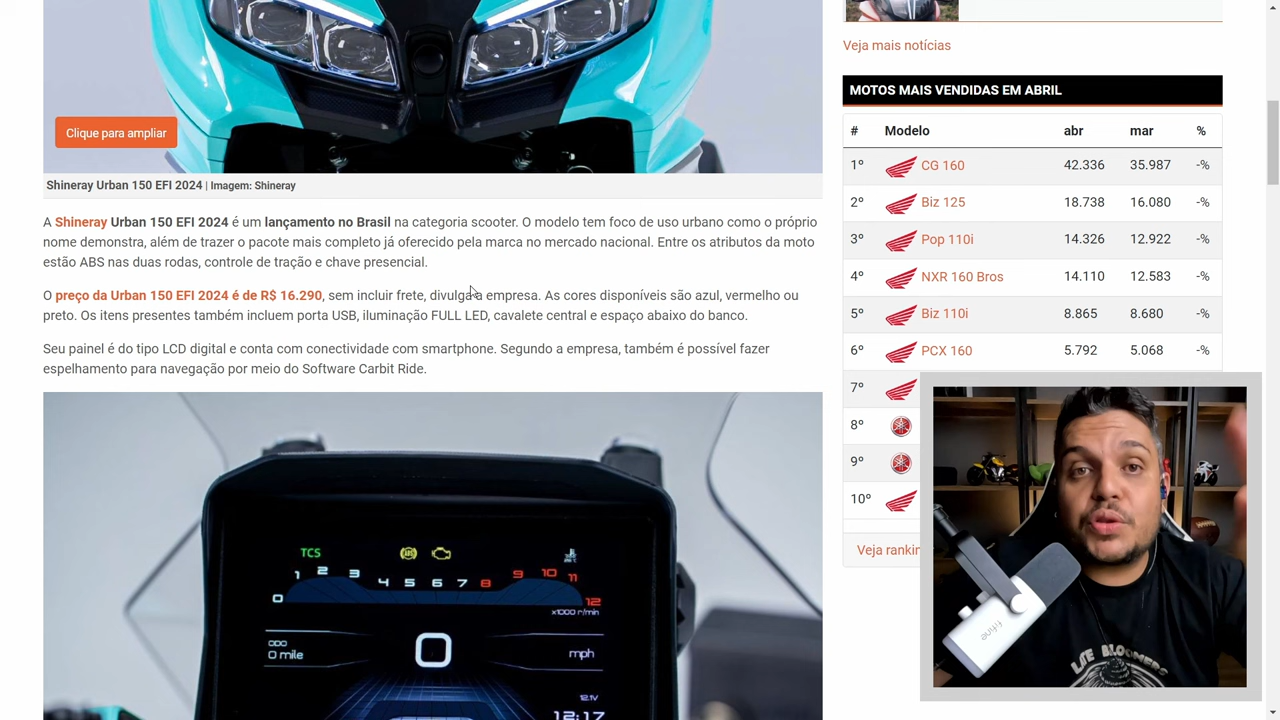 Clique para ampliar
Shineray Urban 150 EFI 2024 | Imagem: Shineray
A Shineray Urban 150 EFI 2024 é um lançamento no Brasil na categoria scooter. O modelo tem foco de uso urbano como o próprio
nome demonstra, além de trazer o pacote mais completo já oferecido pela marca no mercado nacional. Entre os atributos da moto
estão ABS nas duas rodas, controle de tração e chave presencial.
O preço da Urban 150 EFI 2024 é de R$ 16.290, sem incluir frete, divulga a empresa. As cores disponíveis são azul, vermelho ou
preto. Os itens presentes também incluem porta USB, iluminação FULL LED, cavalete central e espaço abaixo do banco.
Seu painel é do tipo LCD digital e conta com conectividade com smartphone. Segundo a empresa, também é possível fazer
espelhamento para navegação por meio do Software Carbit Ride.
TCS
0 1 2 3 4 5 6 7 8 9 10 11 12
x1000 r/min
ODO
0 mile
0
mph
12.1V
12:17
Veja mais notícias
MOTOS MAIS VENDIDAS EM ABRIL
# Modelo abr mar %
1º CG 160 42.336 35.987 -%
2º Biz 125 18.738 16.080 -%
3º Pop 110i 14.326 12.922 -%
4º NXR 160 Bros 14.110 12.583 -%
5º Biz 110i 8.865 8.680 -%
6º PCX 160 5.792 5.068 -%
7º
8º
9º
10º
Veja rankin
fifine
BLOOMERS